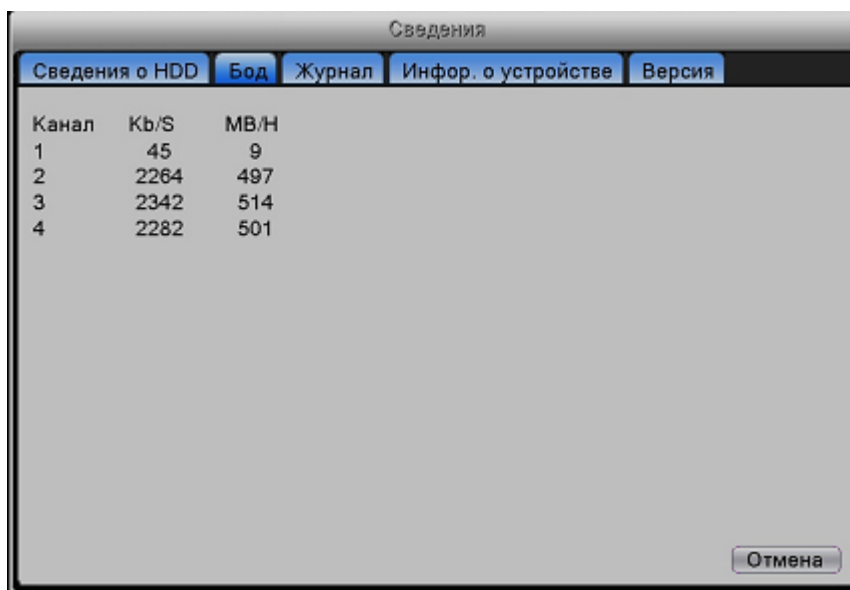 Сведения
Сведения о HDD Бод Журнал Инфор. о устройстве Версия
Канал Kb/S MB/H
1 45 9
2 2264 497
3 2342 514
4 2282 501
Отмена